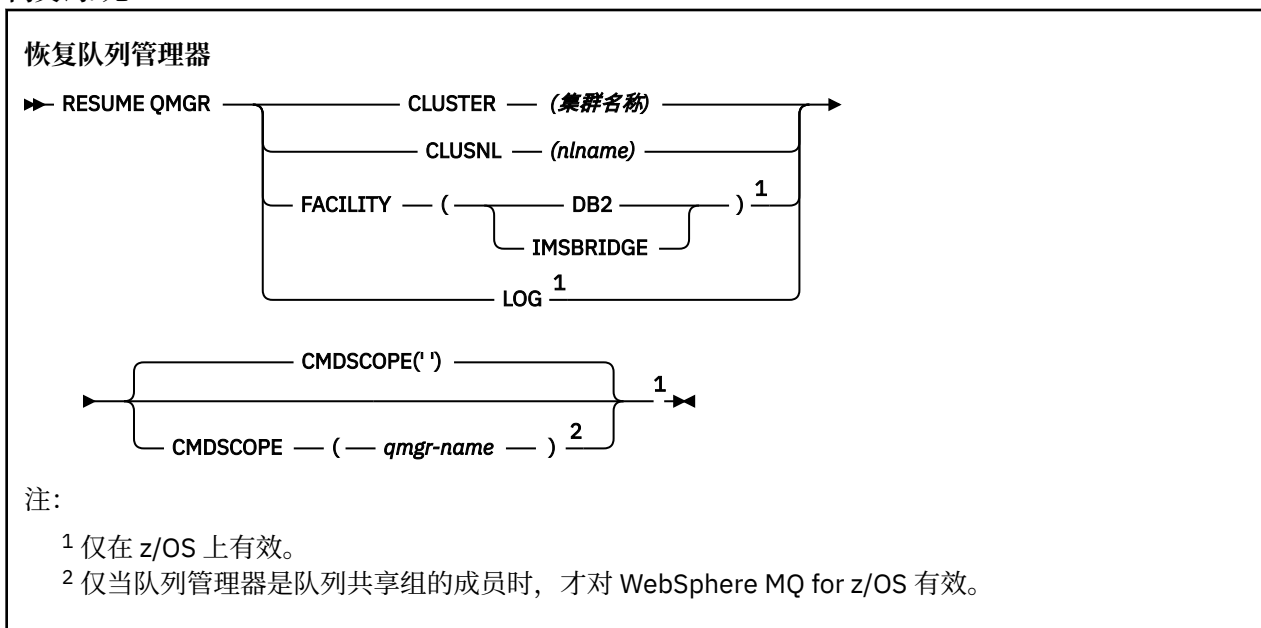 恢复队列管理器
RESUME QMGR CLUSTER (集群名称)
CLUSNL (nlname)
FACILITY ( DB2 ) 1
IMSBRIDGE
LOG 1
CMDSCOPE(' ')
1
CMDSCOPE ( qmgr-name ) 2
注:
1 仅在 z/OS 上有效。
2 仅当队列管理器是队列共享组的成员时，才对 WebSphere MQ for z/OS 有效。